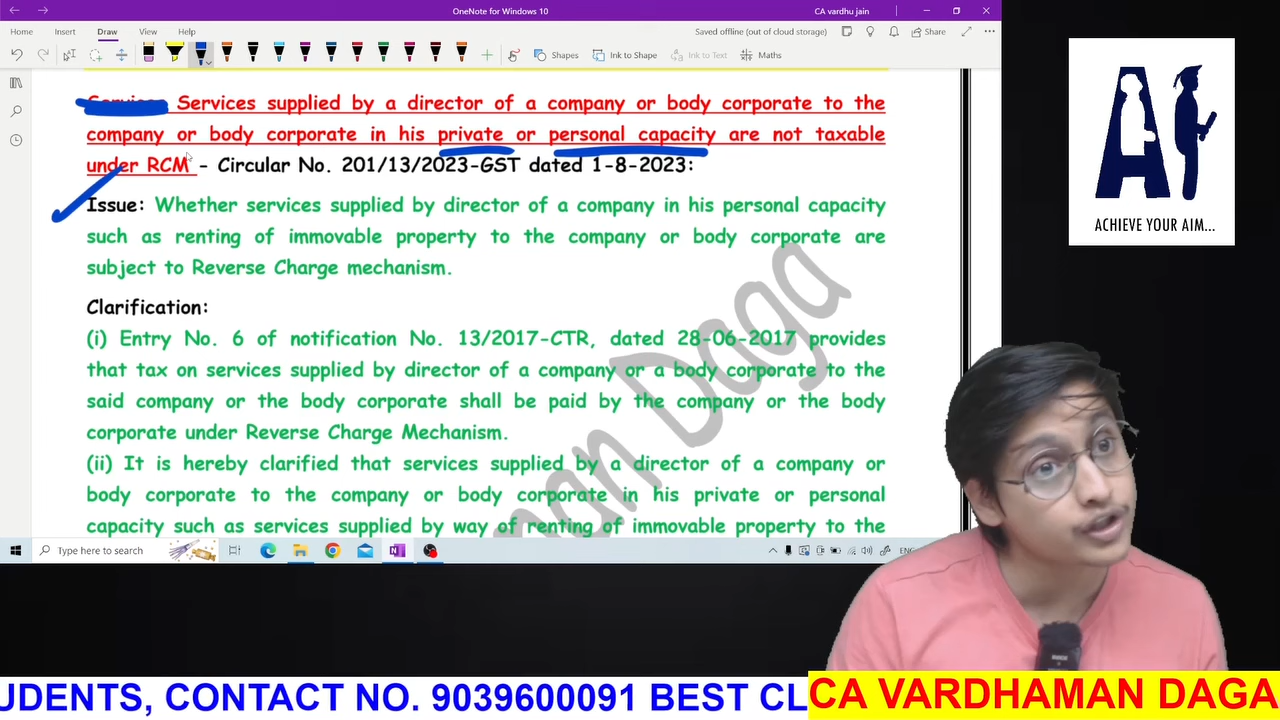 OneNote for Windows 10
CA vardhu jain
Home Insert Draw View Help
Saved offline (out of cloud storage)
Share
Shapes
Ink to Shape
Ink to Text
Maths
Services supplied by a director of a company or body corporate to the
company or body corporate in his private or personal capacity are not taxable
under RCM - Circular No. 201/13/2023-GST dated 1-8-2023:
Issue: Whether services supplied by director of a company in his personal capacity
such as renting of immovable property to the company or body corporate are
subject to Reverse Charge mechanism.
Clarification:
(i) Entry No. 6 of notification No. 13/2017-CTR, dated 28-06-2017 provides
that tax on services supplied by director of a company or a body corporate to the
said company or the body corporate shall be paid by the company or the body
corporate under Reverse Charge Mechanism.
(ii) It is hereby clarified that services supplied by a director of a company or
body corporate to the company or body corporate in his private or personal
capacity such as services supplied by way of renting of immovable property to the
man Daga
Type here to search
ENG
A
ACHIEVE YOUR AIM...
UDENTS, CONTACT NO. 9039600091 BEST CL
CA VARDHAMAN DAGA